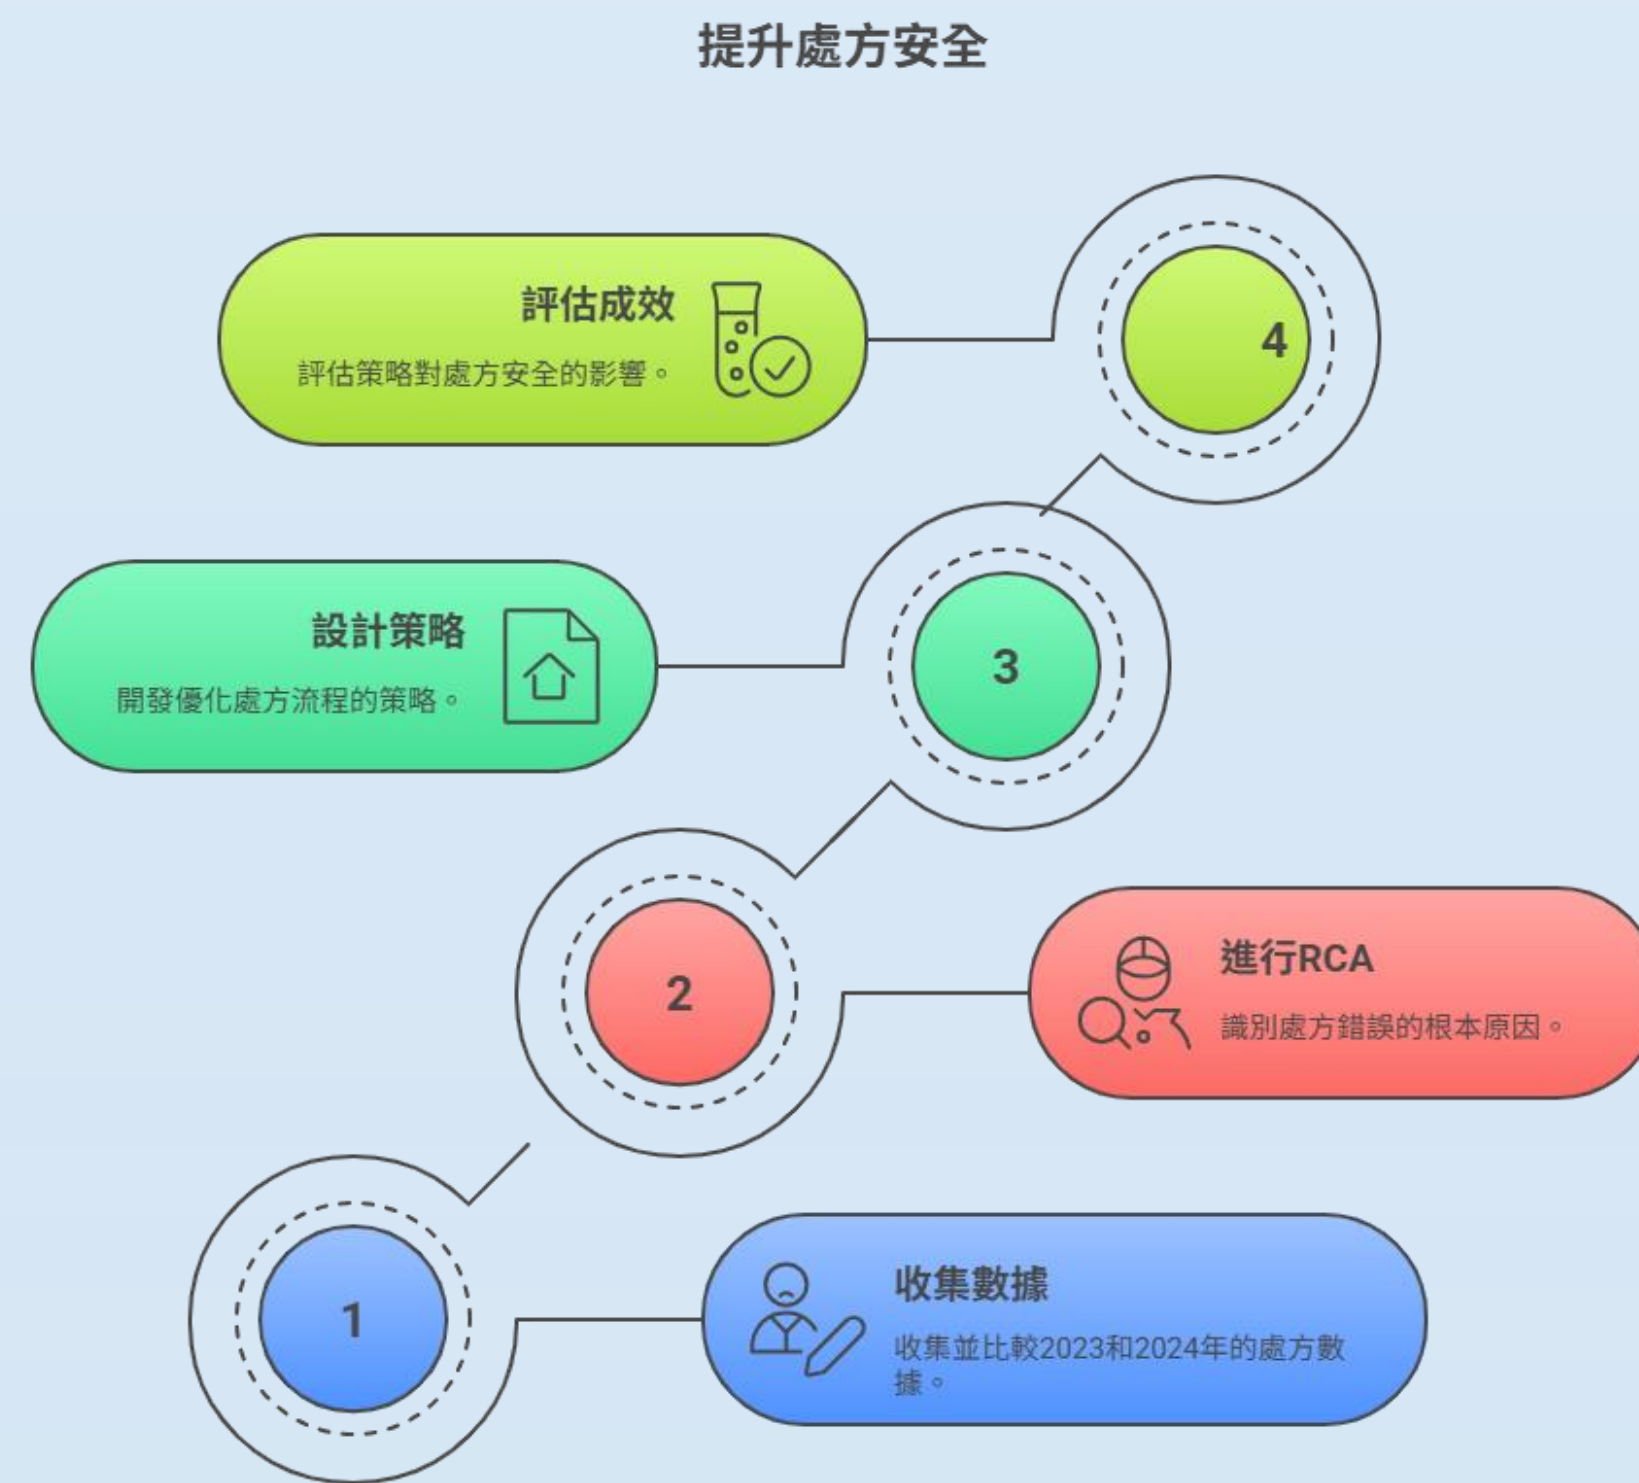 提升處方安全
評估成效
評估策略對處方安全的影響。
4
設計策略
開發優化處方流程的策略。
3
2
進行RCA
識別處方錯誤的根本原因。
1
收集數據
收集並比較2023和2024年的處方數
據。